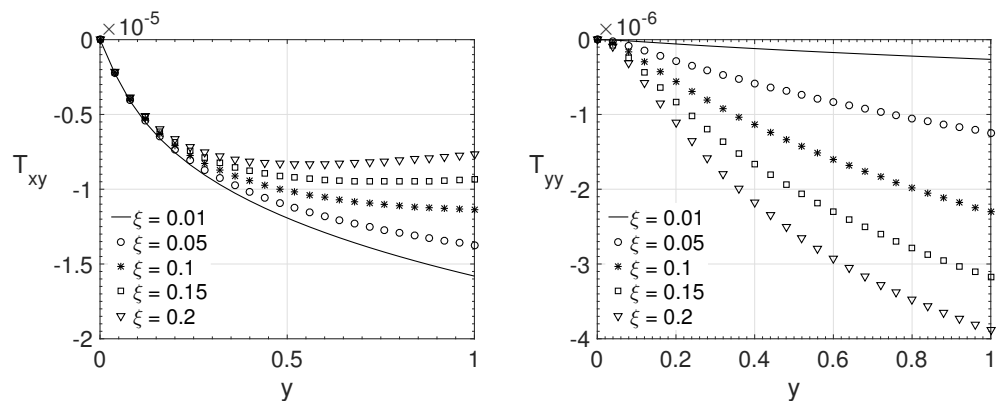 ×10⁻⁵
0
-0.5
-1
-1.5
-2
T_xy
ξ = 0.01
ξ = 0.05
ξ = 0.1
ξ = 0.15
ξ = 0.2
0
0.5
1
y
×10⁻⁶
0
-1
-2
-3
-4
T_yy
ξ = 0.01
ξ = 0.05
ξ = 0.1
ξ = 0.15
ξ = 0.2
0
0.2
0.4
0.6
0.8
1
y